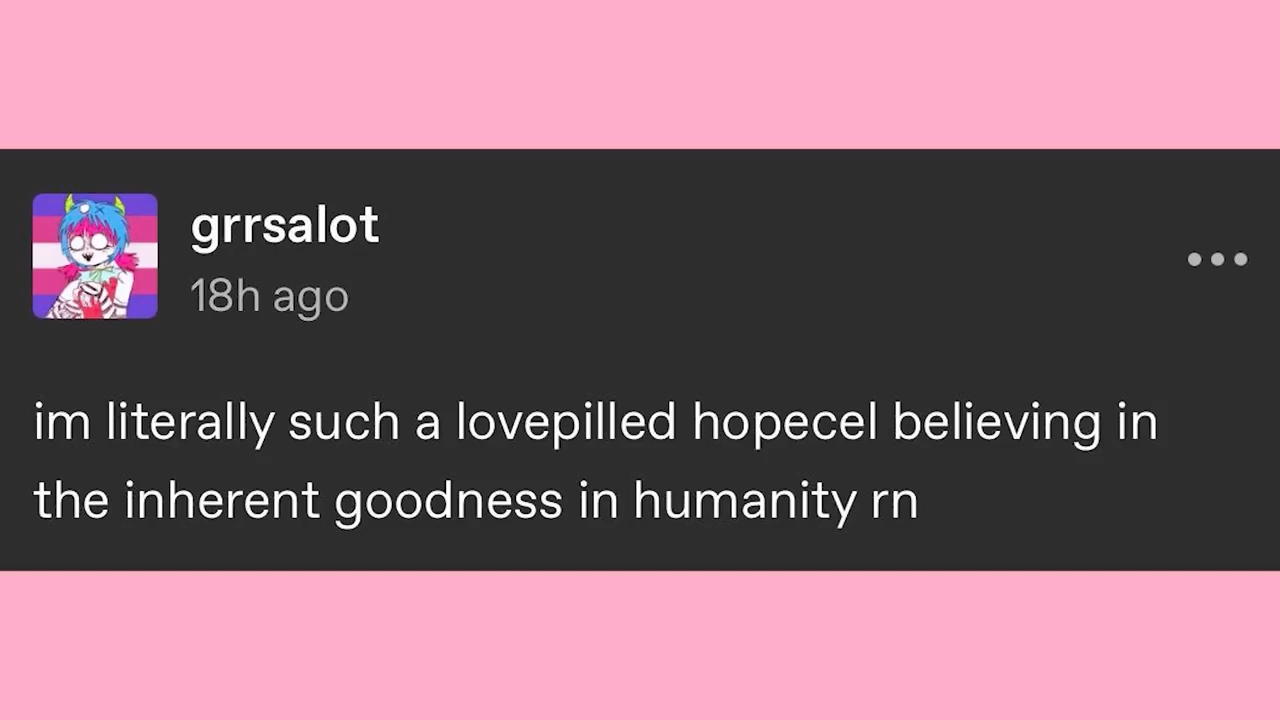 grrsalot
18h ago
im literally such a lovepilled hopecel believing in
the inherent goodness in humanity rn